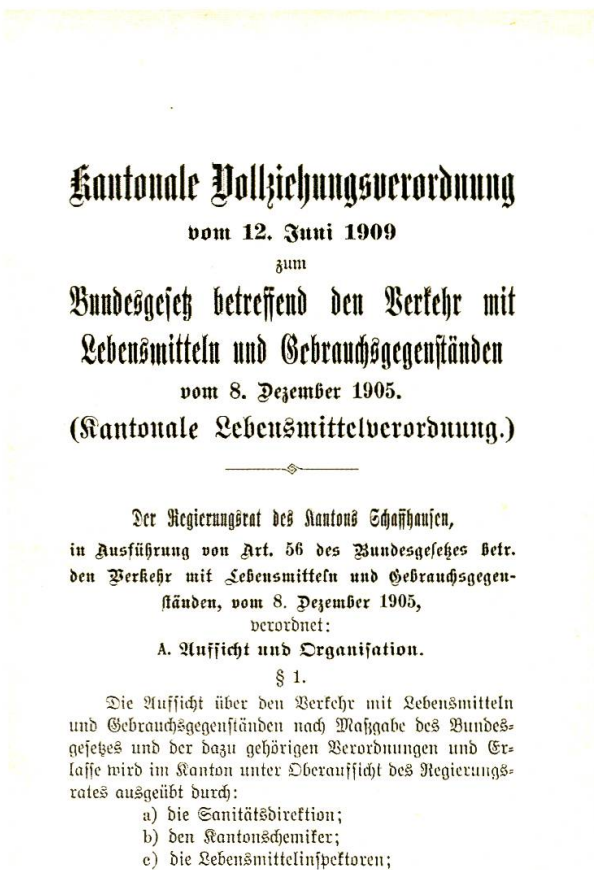 Kantonale Vollziehungsverordnung
vom 12. Juni 1909
zum
Bundesgesetz betreffend den Verkehr mit
Lebensmitteln und Gebrauchsgegenständen
vom 8. Dezember 1905.
(Kantonale Lebensmittelverordnung.)
Der Regierungsrat des Kantons Schaffhausen,
in Ausführung von Art. 56 des Bundesgesetzes betr.
den Verkehr mit Lebensmitteln und Gebrauchsgegen-
ständen, vom 8. Dezember 1905,
verordnet:
A. Aufsicht und Organisation.
§ 1.
Die Aufsicht über den Verkehr mit Lebensmitteln
und Gebrauchsgegenständen nach Maßgabe des Bundes-
gesetzes und der dazu gehörigen Verordnungen und Er-
lasse wird im Kanton unter Oberaufsicht des Regierungs-
rates ausgeübt durch:
a) die Sanitätsdirektion;
b) den Kantonschemiker;
c) die Lebensmittelinspektoren;